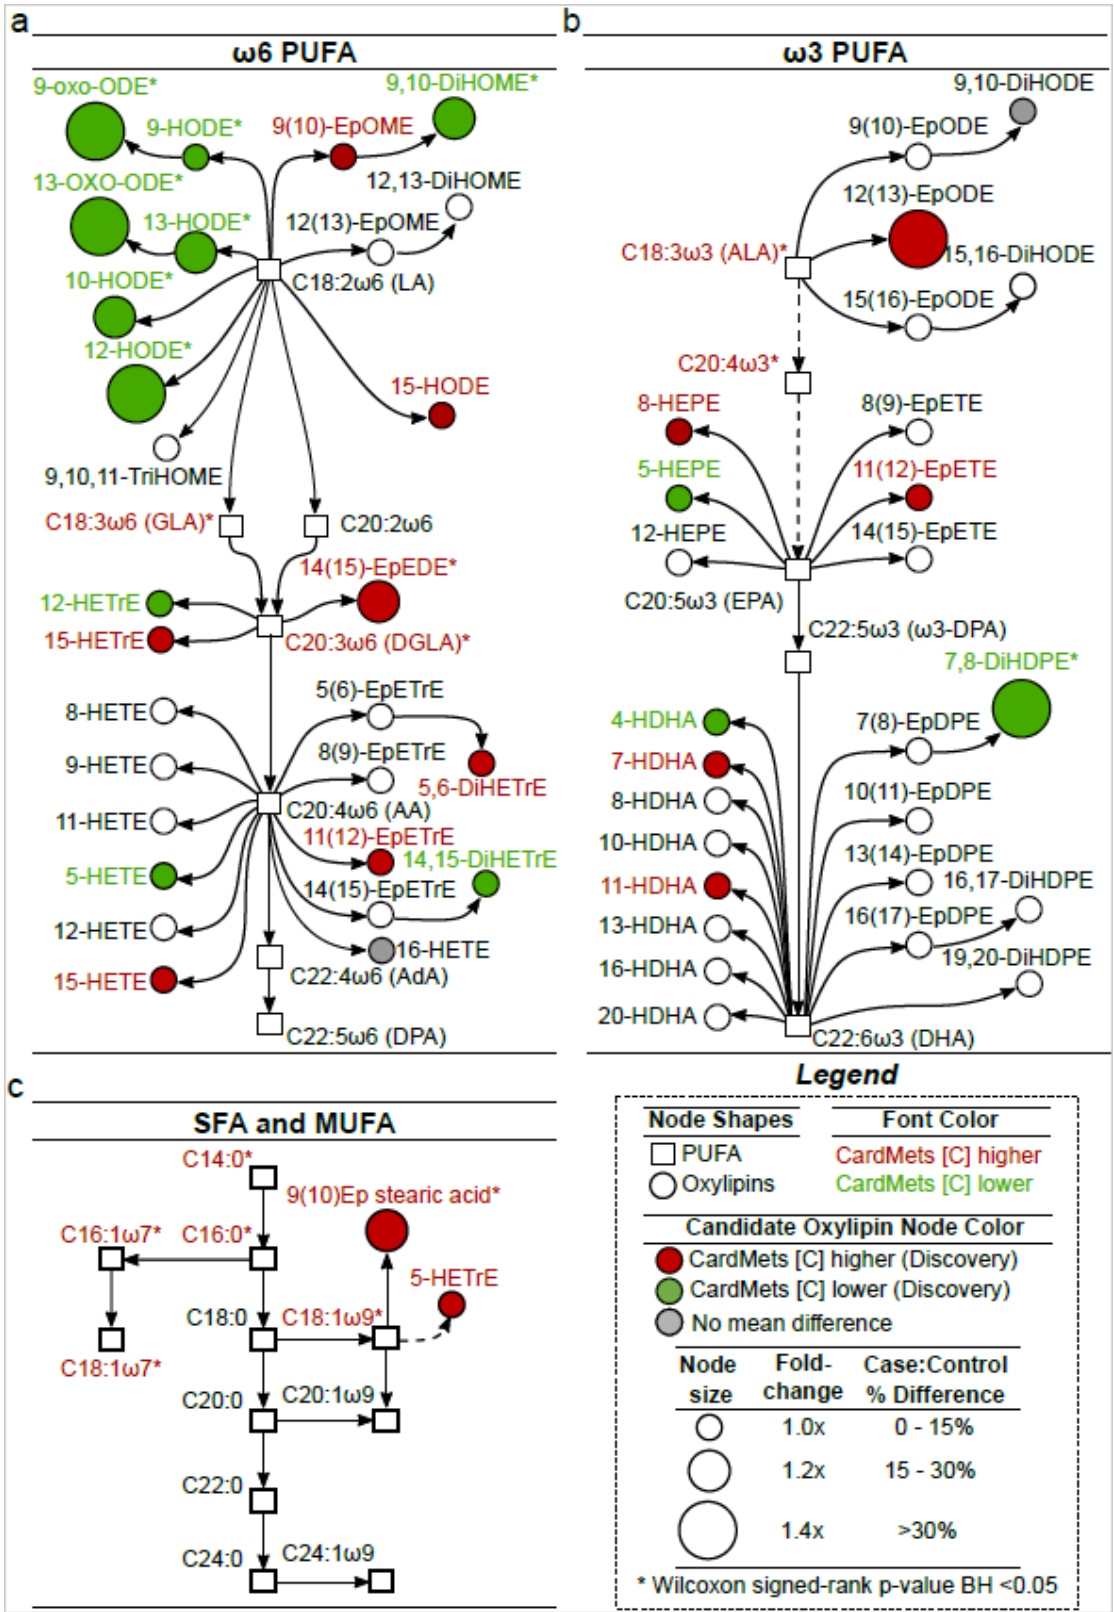 a
ω6 PUFA
9-oxo-ODE*
9,10-DiHOME*
9-HODE*
9(10)-EpOME
13-OXO-ODE*
12,13-DiHOME
13-HODE*
12(13)-EpOME
10-HODE*
C18:2ω6 (LA)
12-HODE*
15-HODE
9,10,11-TriHOME
C18:3ω6 (GLA)*
C20:2ω6
14(15)-EpEDE*
12-HETrE
15-HETrE
C20:3ω6 (DGLA)*
5(6)-EpETrE
8-HETE
8(9)-EpETrE
9-HETE
5,6-DiHETrE
C20:4ω6 (AA)
11-HETE
11(12)-EpETrE
14,15-DiHETrE
5-HETE
14(15)-EpETrE
12-HETE
16-HETE
15-HETE
C22:4ω6 (AdA)
C22:5ω6 (DPA)
b
ω3 PUFA
9,10-DiHODE
9(10)-EpODE
12(13)-EpODE
C18:3ω3 (ALA)*
15,16-DiHODE
15(16)-EpODE
C20:4ω3*
8-HEPE
8(9)-EpETE
5-HEPE
11(12)-EpETE
12-HEPE
14(15)-EpETE
C20:5ω3 (EPA)
C22:5ω3 (ω3-DPA)
7,8-DiHDPE*
4-HDHA
7(8)-EpDPE
7-HDHA
8-HDHA
10(11)-EpDPE
10-HDHA
13(14)-EpDPE
11-HDHA
16,17-DiHDPE
13-HDHA
16(17)-EpDPE
16-HDHA
19,20-DiHDPE
20-HDHA
C22:6ω3 (DHA)
c
SFA and MUFA
C14:0*
9(10)Ep stearic acid*
C16:1ω7*
C16:0*
5-HETrE
C18:0
C18:1ω9*
C18:1ω7*
C20:0
C20:1ω9
C22:0
C24:0
C24:1ω9
Legend
Node Shapes
Font Color
PUFA
CardMets [C] higher
Oxylipins
CardMets [C] lower
Candidate Oxylipin Node Color
CardMets [C] higher (Discovery)
CardMets [C] lower (Discovery)
No mean difference
Node size
Fold-change
Case:Control % Difference
1.0x
0 - 15%
1.2x
15 - 30%
1.4x
>30%
* Wilcoxon signed-rank p-value BH <0.05